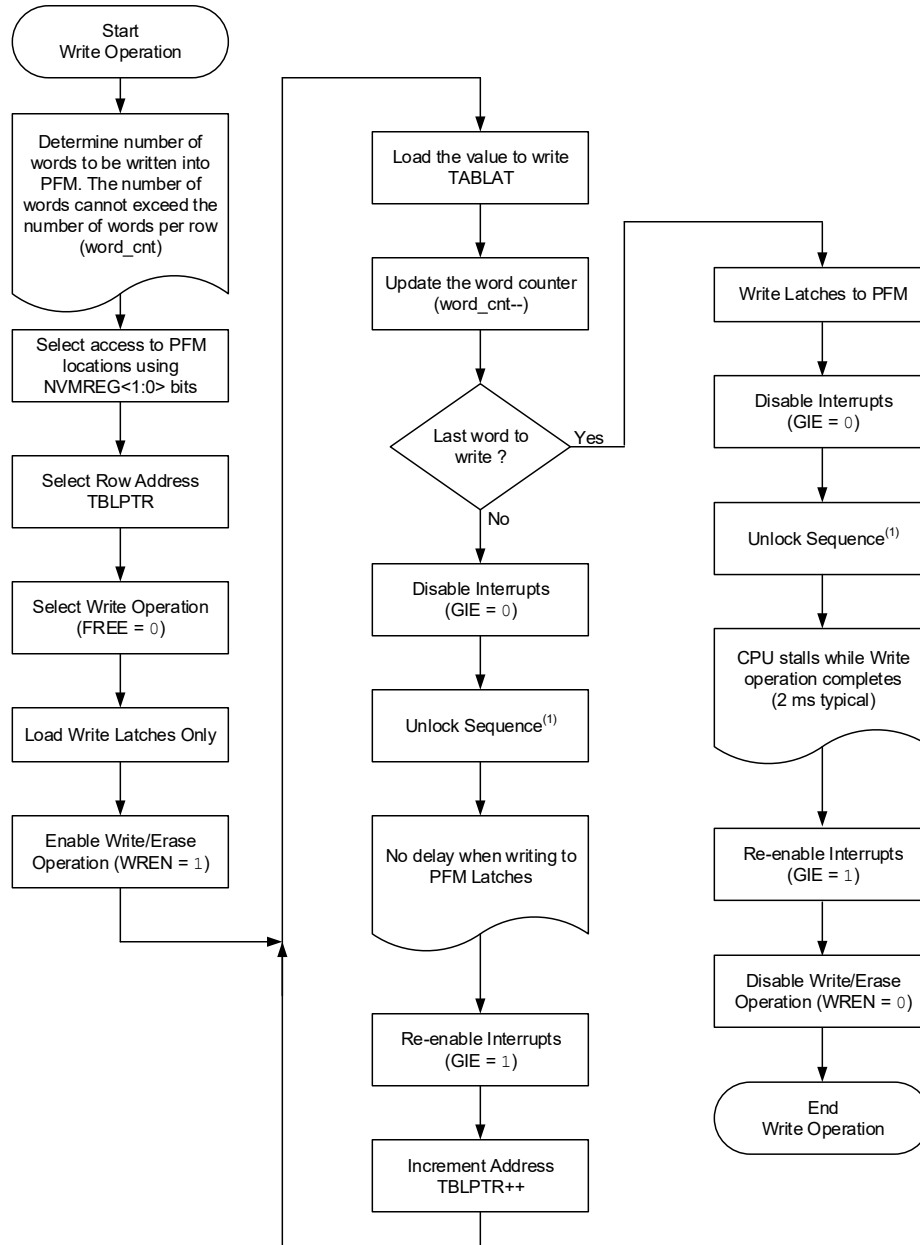 Start
Write Operation
Determine number of
words to be written into
PFM. The number of
words cannot exceed the
number of words per row
(word_cnt)
Select access to PFM
locations using
NVMREG<1:0> bits
Select Row Address
TBLPTR
Select Write Operation
(FREE = 0)
Load Write Latches Only
Enable Write/Erase
Operation (WREN = 1)
Load the value to write
TABLAT
Update the word counter
(word_cnt--)
Last word to
write ?
Yes
No
Disable Interrupts
(GIE = 0)
Unlock Sequence(1)
No delay when writing to
PFM Latches
Re-enable Interrupts
(GIE = 1)
Increment Address
TBLPTR++
Write Latches to PFM
Disable Interrupts
(GIE = 0)
Unlock Sequence(1)
CPU stalls while Write
operation completes
(2 ms typical)
Re-enable Interrupts
(GIE = 1)
Disable Write/Erase
Operation (WREN = 0)
End
Write Operation